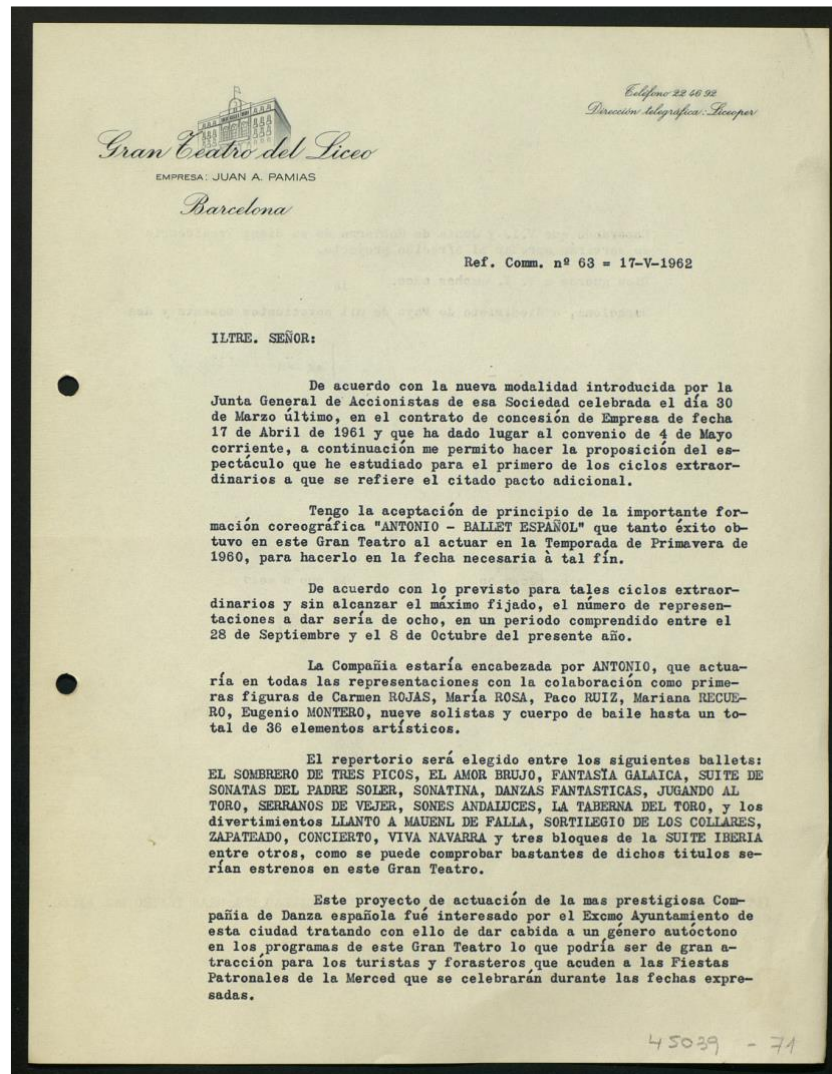 Teléfono 22 46 92
Dirección telegráfica: Liceoper
Gran Teatro del Liceo
EMPRESA: JUAN A. PAMIAS
Barcelona
Ref. Comm. nº 63 = 17-V-1962
ILTRE. SEÑOR:
De acuerdo con la nueva modalidad introducida por la
Junta General de Accionistas de esa Sociedad celebrada el día 30
de Marzo último, en el contrato de concesión de Empresa de fecha
17 de Abril de 1961 y que ha dado lugar al convenio de 4 de Mayo
corriente, a continuación me permito hacer la proposición del es-
pectáculo que he estudiado para el primero de los ciclos extraor-
dinarios a que se refiere el citado pacto adicional.
Tengo la aceptación de principio de la importante for-
mación coreográfica "ANTONIO - BALLET ESPAÑOL" que tanto éxito ob-
tuvo en este Gran Teatro al actuar en la Temporada de Primavera de
1960, para hacerlo en la fecha necesaria à tal fín.
De acuerdo con lo previsto para tales ciclos extraor-
dinarios y sin alcanzar el máximo fijado, el número de represen-
taciones a dar sería de ocho, en un periodo comprendido entre el
28 de Septiembre y el 8 de Octubre del presente año.
La Compañia estaría encabezada por ANTONIO, que actua-
ría en todas las representaciones con la colaboración como prime-
ras figuras de Carmen ROJAS, María ROSA, Paco RUIZ, Mariana RECUE-
RO, Eugenio MONTERO, nueve solistas y cuerpo de baile hasta un to-
tal de 36 elementos artísticos.
El repertorio será elegido entre los siguientes ballets:
EL SOMBRERO DE TRES PICOS, EL AMOR BRUJO, FANTASÏA GALAICA, SUITE DE
SONATAS DEL PADRE SOLER, SONATINA, DANZAS FANTASTICAS, JUGANDO AL
TORO, SERRANOS DE VEJER, SONES ANDALUCES, LA TABERNA DEL TORO, y los
divertimientos LLANTO A MAUENL DE FALLA, SORTILEGIO DE LOS COLLARES,
ZAPATEADO, CONCIERTO, VIVA NAVARRA y tres bloques de la SUITE IBERIA
entre otros, como se puede comprobar bastantes de dichos titulos se-
rían estrenos en este Gran Teatro.
Este proyecto de actuación de la mas prestigiosa Com-
pañia de Danza española fué interesado por el Excmo Ayuntamiento de
esta ciudad tratando con ello de dar cabida a un género autóctono
en los programas de este Gran Teatro lo que podría ser de gran a-
tracción para los turistas y forasteros que acuden a las Fiestas
Patronales de la Merced que se celebrarán durante las fechas expre-
sadas.
45039 - 71